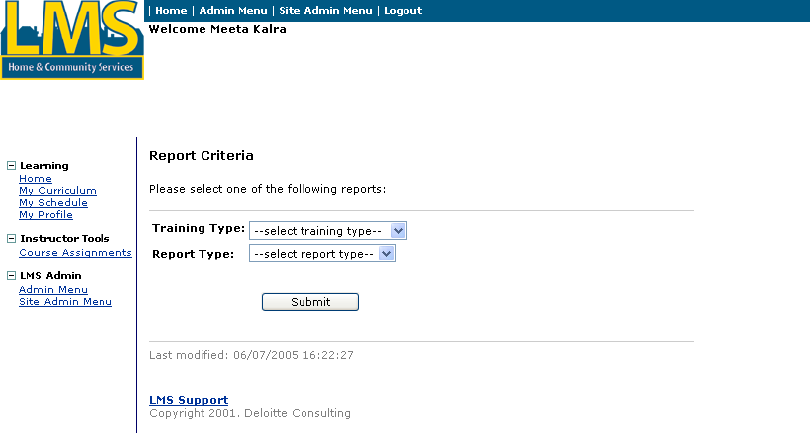 LMS
Home & Community Services
| Home | Admin Menu | Site Admin Menu | Logout
Welcome Meeta Kalra
Learning
Home
My Curriculum
My Schedule
My Profile
Instructor Tools
Course Assignments
LMS Admin
Admin Menu
Site Admin Menu
Report Criteria
Please select one of the following reports:
Training Type: --select training type--
Report Type: --select report type--
Submit
Last modified: 06/07/2005 16:22:27
LMS Support
Copyright 2001. Deloitte Consulting